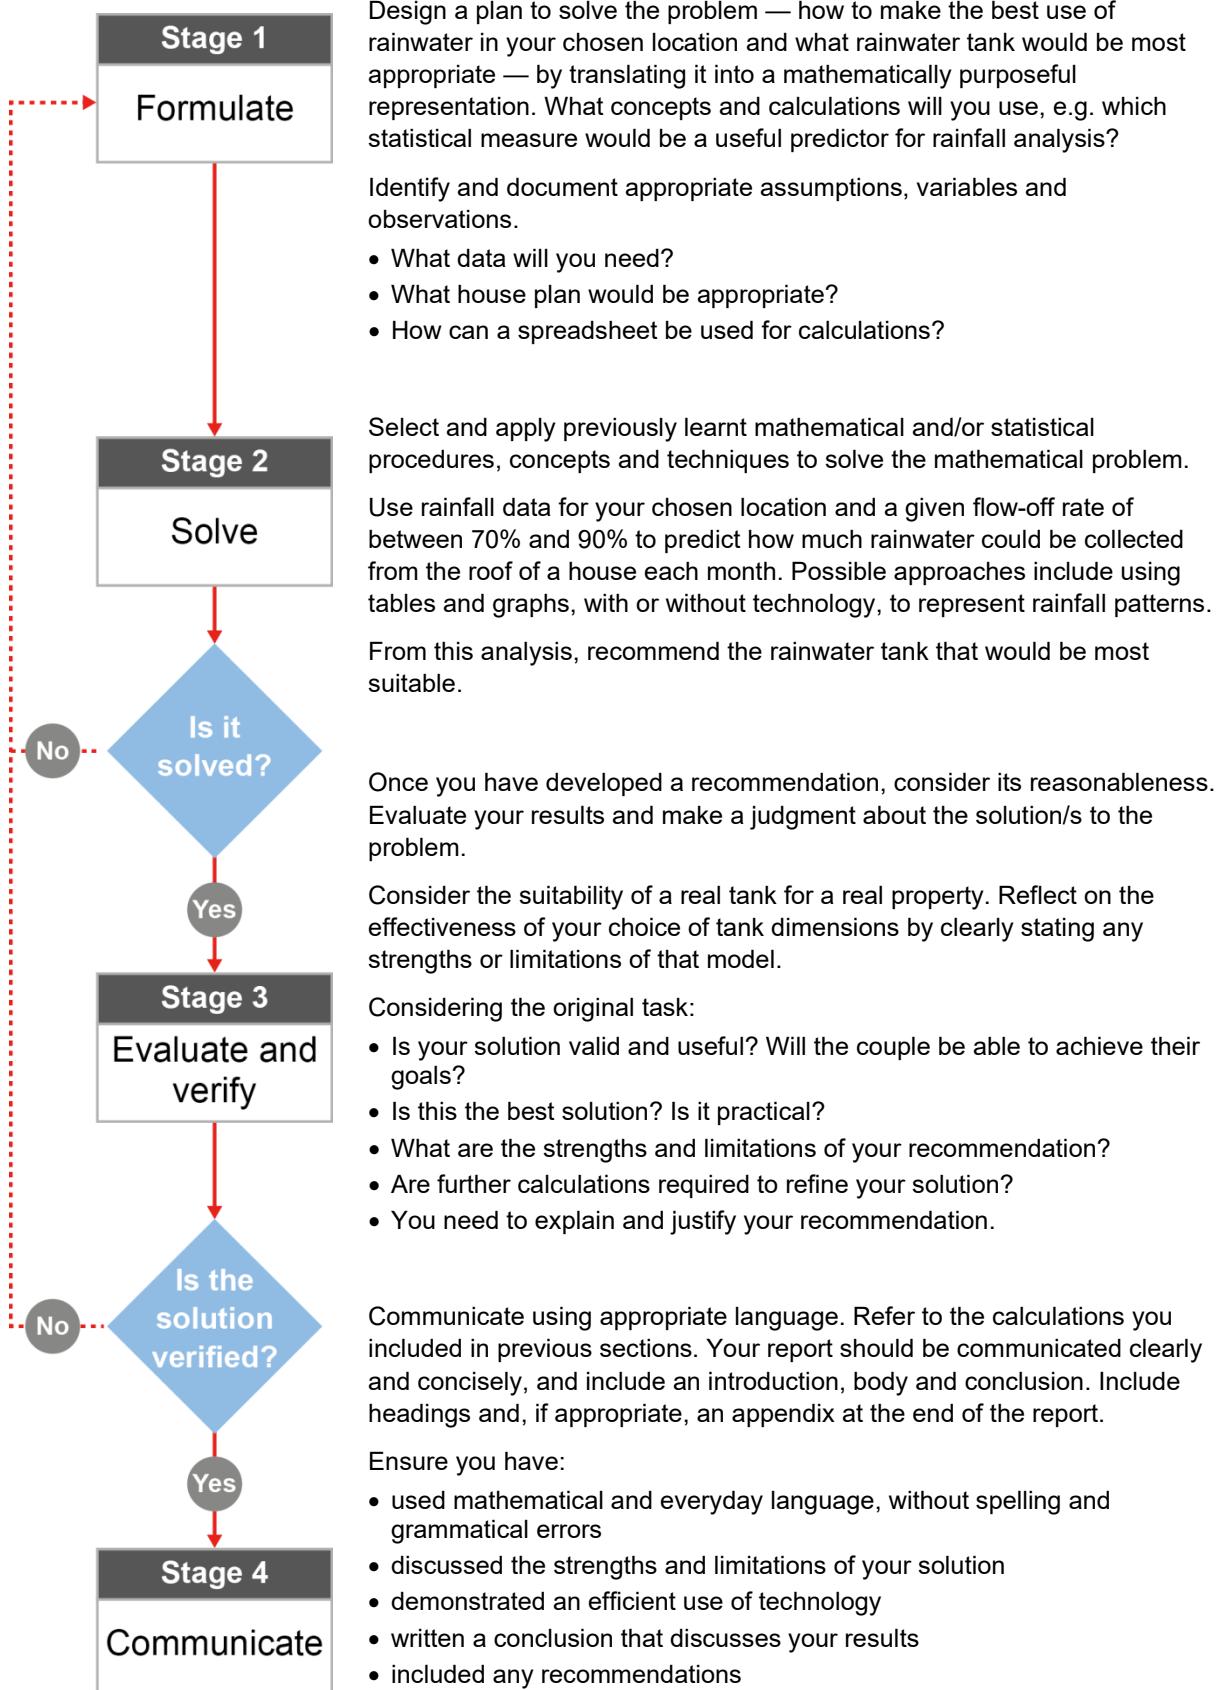 Stage 1
Formulate
Design a plan to solve the problem — how to make the best use of
rainwater in your chosen location and what rainwater tank would be most
appropriate — by translating it into a mathematically purposeful
representation. What concepts and calculations will you use, e.g. which
statistical measure would be a useful predictor for rainfall analysis?
Identify and document appropriate assumptions, variables and
observations.
• What data will you need?
• What house plan would be appropriate?
• How can a spreadsheet be used for calculations?
Stage 2
Solve
Select and apply previously learnt mathematical and/or statistical
procedures, concepts and techniques to solve the mathematical problem.
Use rainfall data for your chosen location and a given flow-off rate of
between 70% and 90% to predict how much rainwater could be collected
from the roof of a house each month. Possible approaches include using
tables and graphs, with or without technology, to represent rainfall patterns.
From this analysis, recommend the rainwater tank that would be most
suitable.
Is it
solved?
No
Yes
Once you have developed a recommendation, consider its reasonableness.
Evaluate your results and make a judgment about the solution/s to the
problem.
Consider the suitability of a real tank for a real property. Reflect on the
effectiveness of your choice of tank dimensions by clearly stating any
strengths or limitations of that model.
Stage 3
Evaluate and
verify
Considering the original task:
• Is your solution valid and useful? Will the couple be able to achieve their
goals?
• Is this the best solution? Is it practical?
• What are the strengths and limitations of your recommendation?
• Are further calculations required to refine your solution?
• You need to explain and justify your recommendation.
Is the
solution
verified?
No
Yes
Communicate using appropriate language. Refer to the calculations you
included in previous sections. Your report should be communicated clearly
and concisely, and include an introduction, body and conclusion. Include
headings and, if appropriate, an appendix at the end of the report.
Stage 4
Communicate
Ensure you have:
• used mathematical and everyday language, without spelling and
grammatical errors
• discussed the strengths and limitations of your solution
• demonstrated an efficient use of technology
• written a conclusion that discusses your results
• included any recommendations